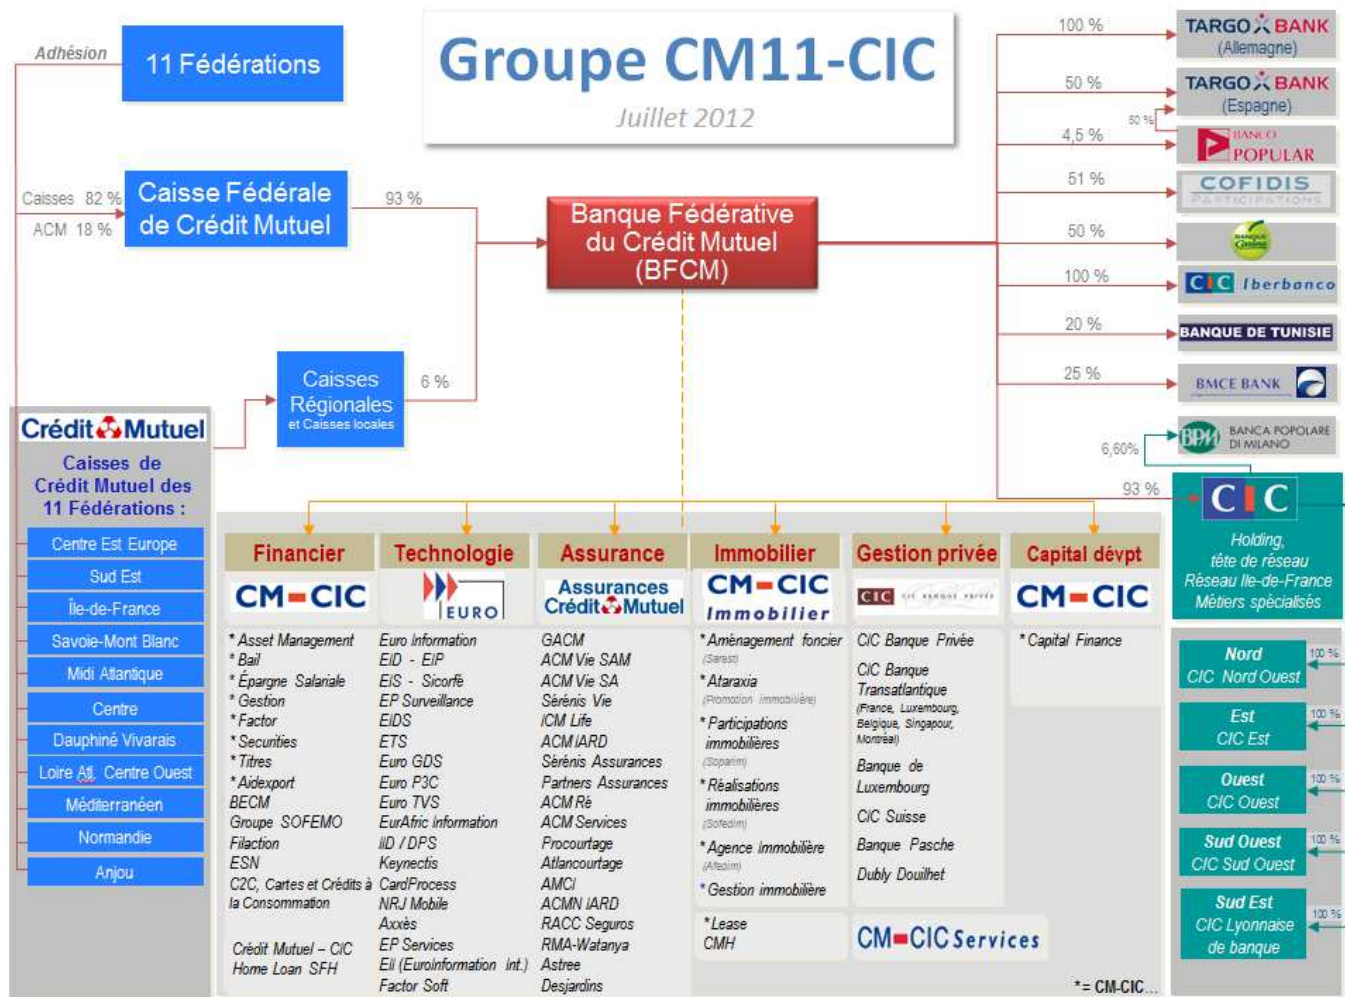 Groupe CM11-CIC
Juillet 2012
Adhésion
11 Fédérations
Caisses 82 %
ACM 18 %
Caisse Fédérale
de Crédit Mutuel
93 %
Banque Fédérative
du Crédit Mutuel
(BFCM)
Caisses
Régionales
et Caisses locales
6 %
100 %
TARGO BANK
(Allemagne)
50 %
TARGO BANK
(Espagne)
50 %
4,5 %
BANCO
POPULAR
51 %
COFIDIS
PARTICIPATIONS
50 %
BANQUE
Casino
100 %
CIC Iberbanco
20 %
BANQUE DE TUNISIE
25 %
BMCE BANK
BPM
BANCA POPOLARE
DI MILANO
6,60%
93 %
CIC
Holding,
tête de réseau
Réseau Ile-de-France
Métiers spécialisés
Nord
CIC Nord Ouest
100 %
Est
CIC Est
100 %
Ouest
CIC Ouest
100 %
Sud Ouest
CIC Sud Ouest
100 %
Sud Est
CIC Lyonnaise
de banque
100 %
Crédit Mutuel
Caisses de
Crédit Mutuel des
11 Fédérations :
Centre Est Europe
Sud Est
Île-de-France
Savoie-Mont Blanc
Midi Atlantique
Centre
Dauphiné Vivarais
Loire Atl. Centre Ouest
Méditerranéen
Normandie
Anjou
Financier
CM-CIC
* Asset Management
* Bail
* Épargne Salariale
* Gestion
* Factor
* Securities
* Titres
* Aidexport
BECM
Groupe SOFEMO
Filaction
ESN
C2C, Cartes et Crédits à
la Consommation
Crédit Mutuel – CIC
Home Loan SFH
Technologie
EURO
Euro Information
EID - EIP
EIS - Sicorfé
EP Surveillance
EIDS
ETS
Euro GDS
Euro P3C
Euro TVS
EurAfric Information
IID / DPS
Keynectis
CardProcess
NRJ Mobile
Axxès
EP Services
EII (EuroInformation Int.)
Factor Soft
Assurance
Assurances
Crédit Mutuel
GACM
ACM Vie SAM
ACM Vie SA
Sérénis Vie
ICM Life
ACM IARD
Sérénis Assurances
Partners Assurances
ACM Ré
ACM Services
Procourtage
Atlancourtage
AMCI
ACMN IARD
RACC Seguros
RMA-Watanya
Astree
Desjardins
Immobilier
CM-CIC
Immobilier
* Aménagement foncier
(Sarest)
* Ataraxia
(Promotion immobilière)
* Participations
immobilières
(Soparim)
* Réalisations
immobilières
(Sofedim)
* Agence Immobilière
(Afedim)
* Gestion immobilière
* Lease
CMH
Gestion privée
CIC CIC BANQUE PRIVÉE
CIC Banque Privée
CIC Banque
Transatlantique
(France, Luxembourg,
Belgique, Singapour,
Montréal)
Banque de
Luxembourg
CIC Suisse
Banque Pasche
Dubly Douilhet
CM-CIC Services
Capital dévpt
CM-CIC
* Capital Finance
* = CM-CIC...